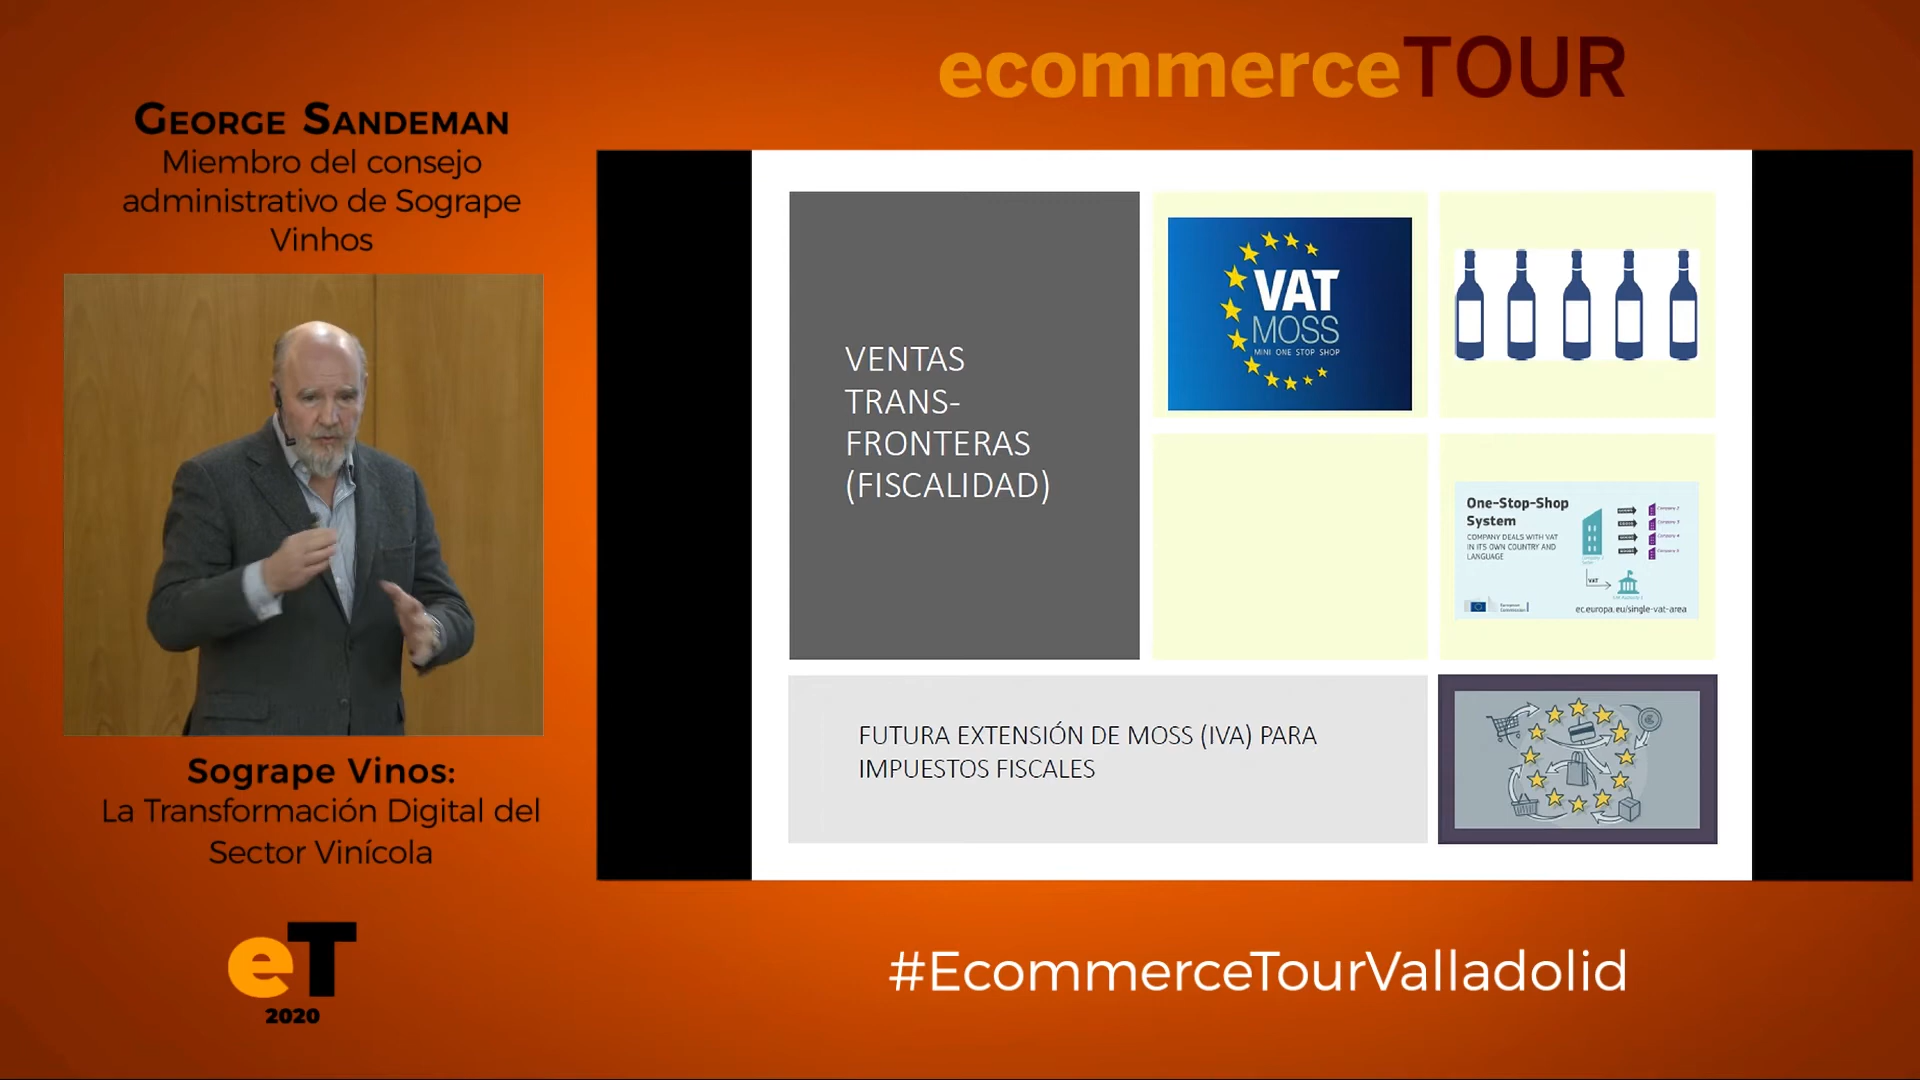 ecommerceTOUR
George Sandeman
Miembro del consejo
administrativo de Sogrape
Vinhos
VENTAS
TRANS-
FRONTERAS
(FISCALIDAD)
VAT
MOSS
MINI ONE STOP SHOP
One-Stop-Shop
System
COMPANY DEALS WITH VAT
IN ITS OWN COUNTRY AND
LANGUAGE
VAT
European
Commission
ec.europa.eu/single-vat-area
FUTURA EXTENSIÓN DE MOSS (IVA) PARA
IMPUESTOS FISCALES
Sogrape Vinos:
La Transformación Digital del
Sector Vinícola
eT
2020
#EcommerceTourValladolid